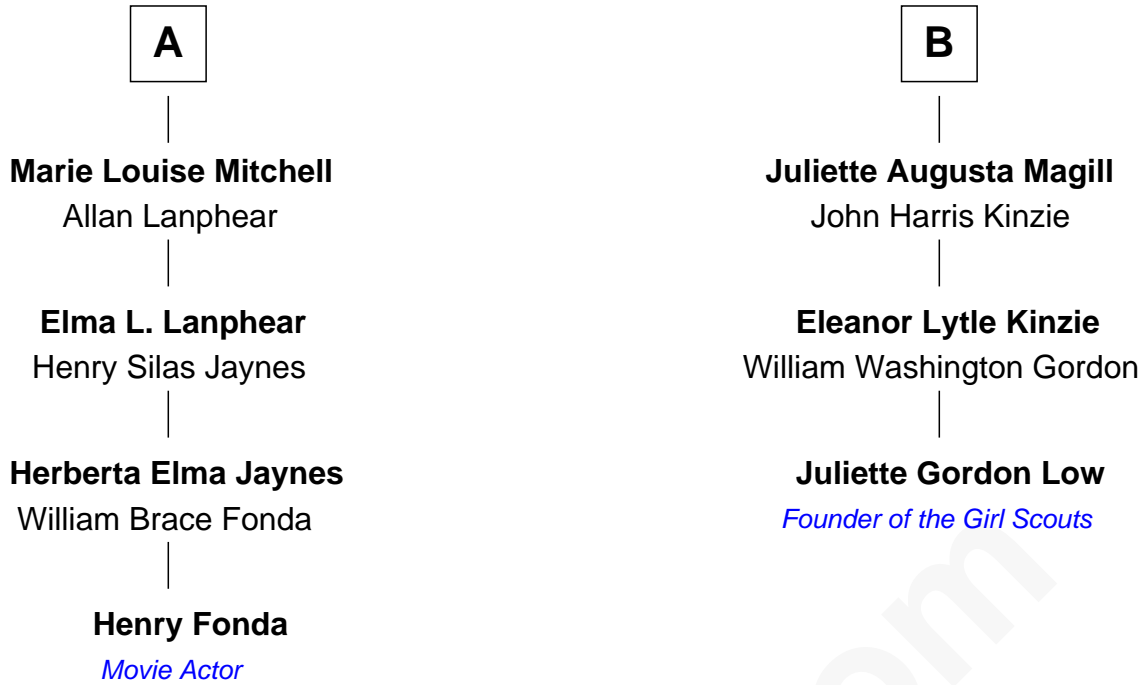 A
Marie Louise Mitchell
Allan Lanphear
Elma L. Lanphear
Henry Silas Jaynes
Herberta Elma Jaynes
William Brace Fonda
Henry Fonda
Movie Actor
B
Juliette Augusta Magill
John Harris Kinzie
Eleanor Lytle Kinzie
William Washington Gordon
Juliette Gordon Low
Founder of the Girl Scouts
om